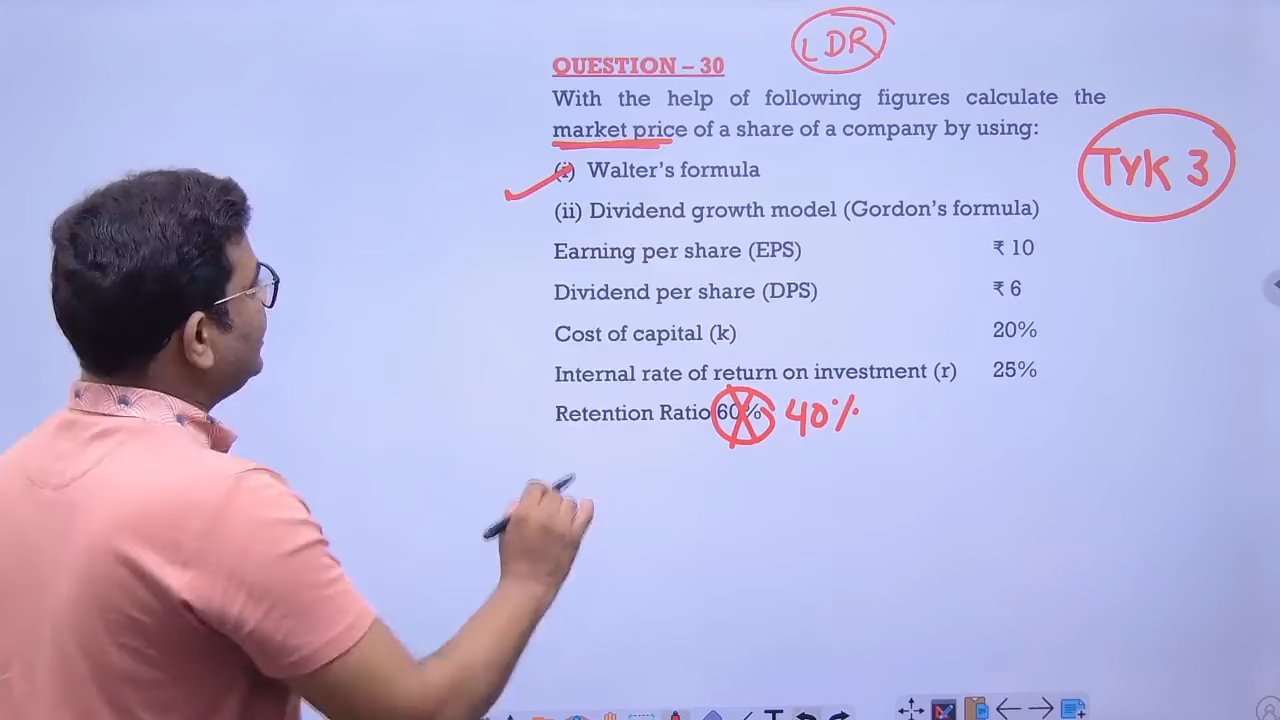 LDR
QUESTION – 30
With the help of following figures calculate the
market price of a share of a company by using:
(i) Walter's formula
(ii) Dividend growth model (Gordon's formula)
Earning per share (EPS) ₹ 10
Dividend per share (DPS) ₹ 6
Cost of capital (k) 20%
Internal rate of return on investment (r) 25%
Retention Ratio 60% 40%
TYK 3